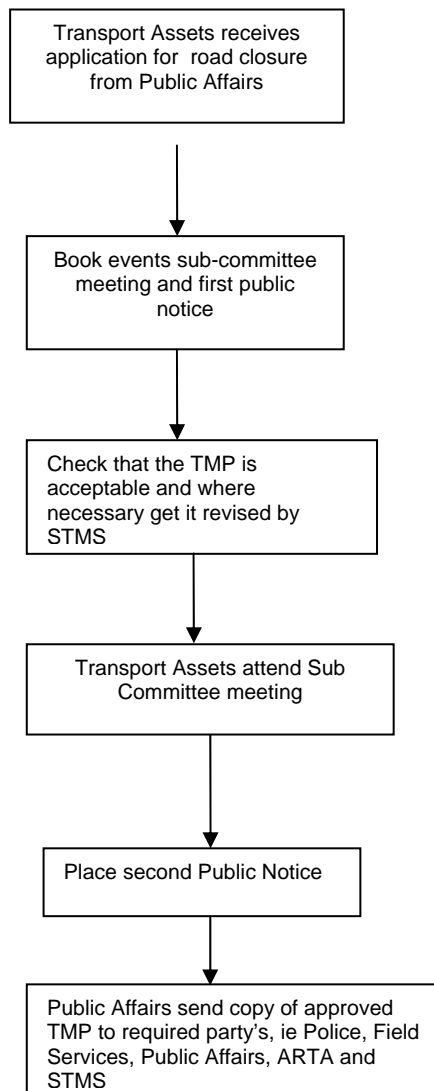 Transport Assets receives
application for  road closure
from Public Affairs
Book events sub-committee
meeting and first public
notice
Check that the TMP is
acceptable and where
necessary get it revised by
STMS
Transport Assets attend Sub
Committee meeting
Place second Public Notice
Public Affairs send copy of approved
TMP to required party's, ie Police, Field
Services, Public Affairs, ARTA and
STMS